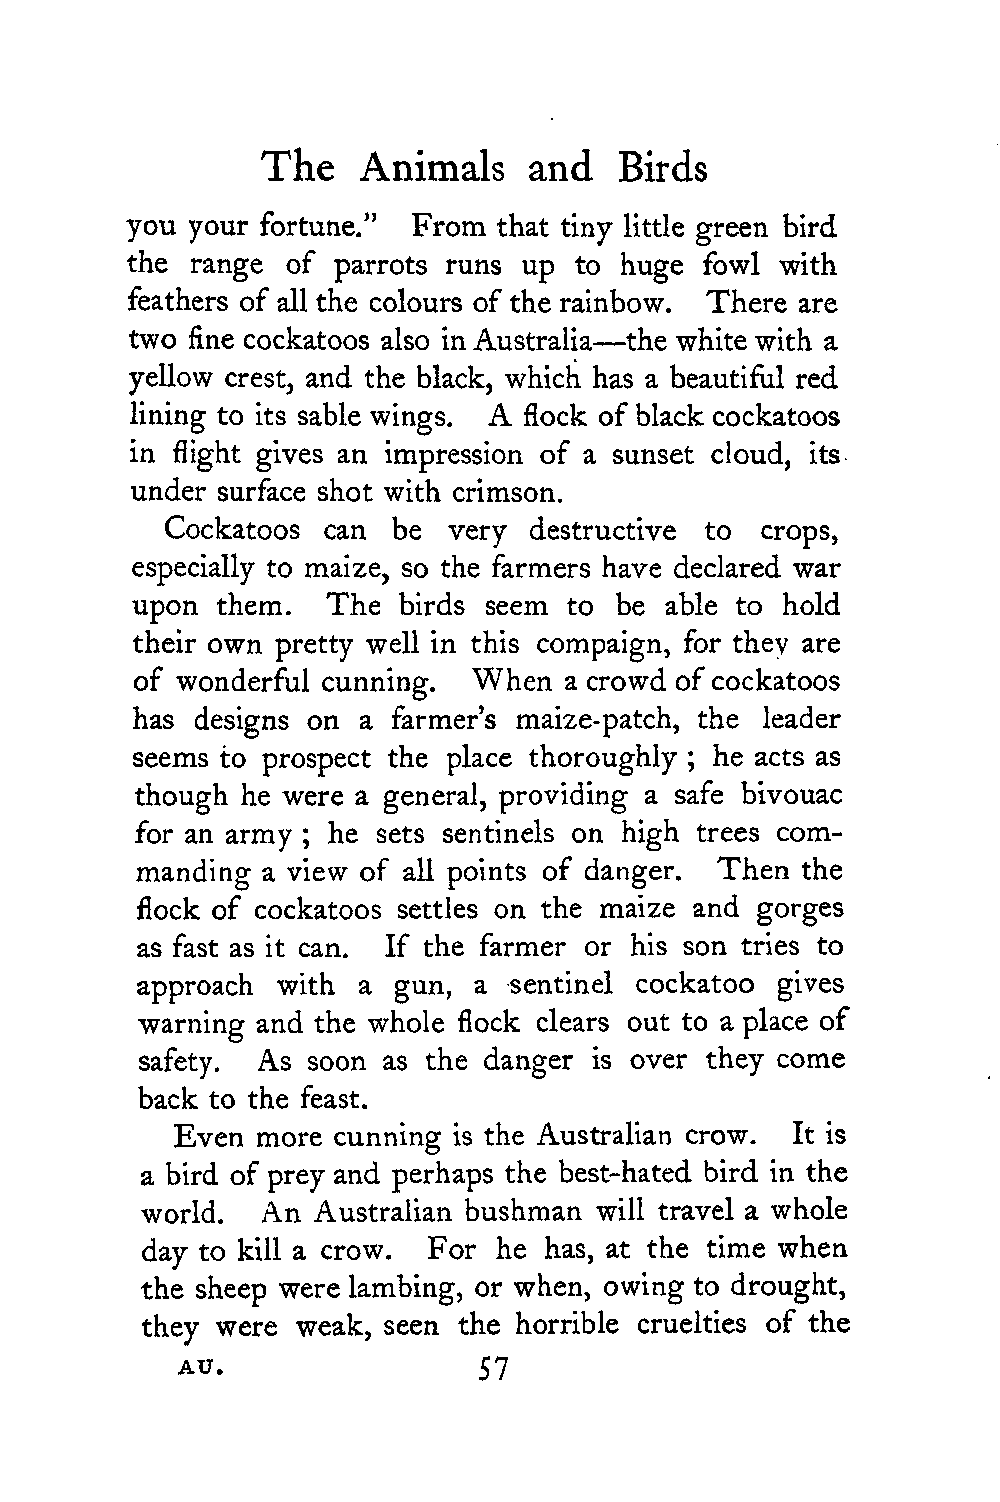 The Animals and Birds
you your fortune.” From that tiny little green bird
the range of parrots runs up to huge fowl with
feathers of all the colours of the rainbow. There are
two fine cockatoos also in Australia—the white with a
yellow crest, and the black, which has a beautiful red
lining to its sable wings. A flock of black cockatoos
in flight gives an impression of a sunset cloud, its
under surface shot with crimson.
Cockatoos can be very destructive to crops,
especially to maize, so the farmers have declared war
upon them. The birds seem to be able to hold
their own pretty well in this compaign, for they are
of wonderful cunning. When a crowd of cockatoos
has designs on a farmer’s maize-patch, the leader
seems to prospect the place thoroughly ; he acts as
though he were a general, providing a safe bivouac
for an army ; he sets sentinels on high trees com-
manding a view of all points of danger. Then the
flock of cockatoos settles on the maize and gorges
as fast as it can. If the farmer or his son tries to
approach with a gun, a sentinel cockatoo gives
warning and the whole flock clears out to a place of
safety. As soon as the danger is over they come
back to the feast.
Even more cunning is the Australian crow. It is
a bird of prey and perhaps the best-hated bird in the
world. An Australian bushman will travel a whole
day to kill a crow. For he has, at the time when
the sheep were lambing, or when, owing to drought,
they were weak, seen the horrible cruelties of the
AU. 57